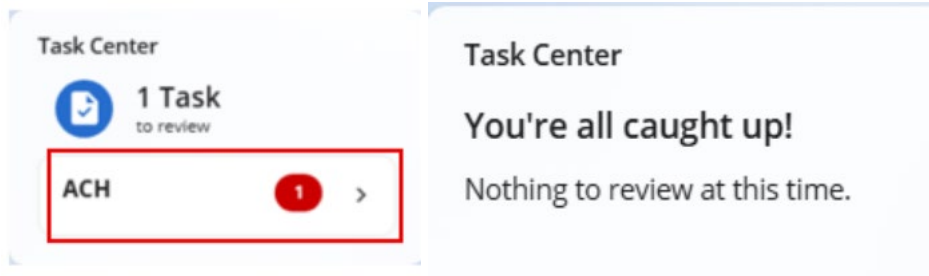 Task Center
1 Task
to review
ACH
1
Task Center
You're all caught up!
Nothing to review at this time.